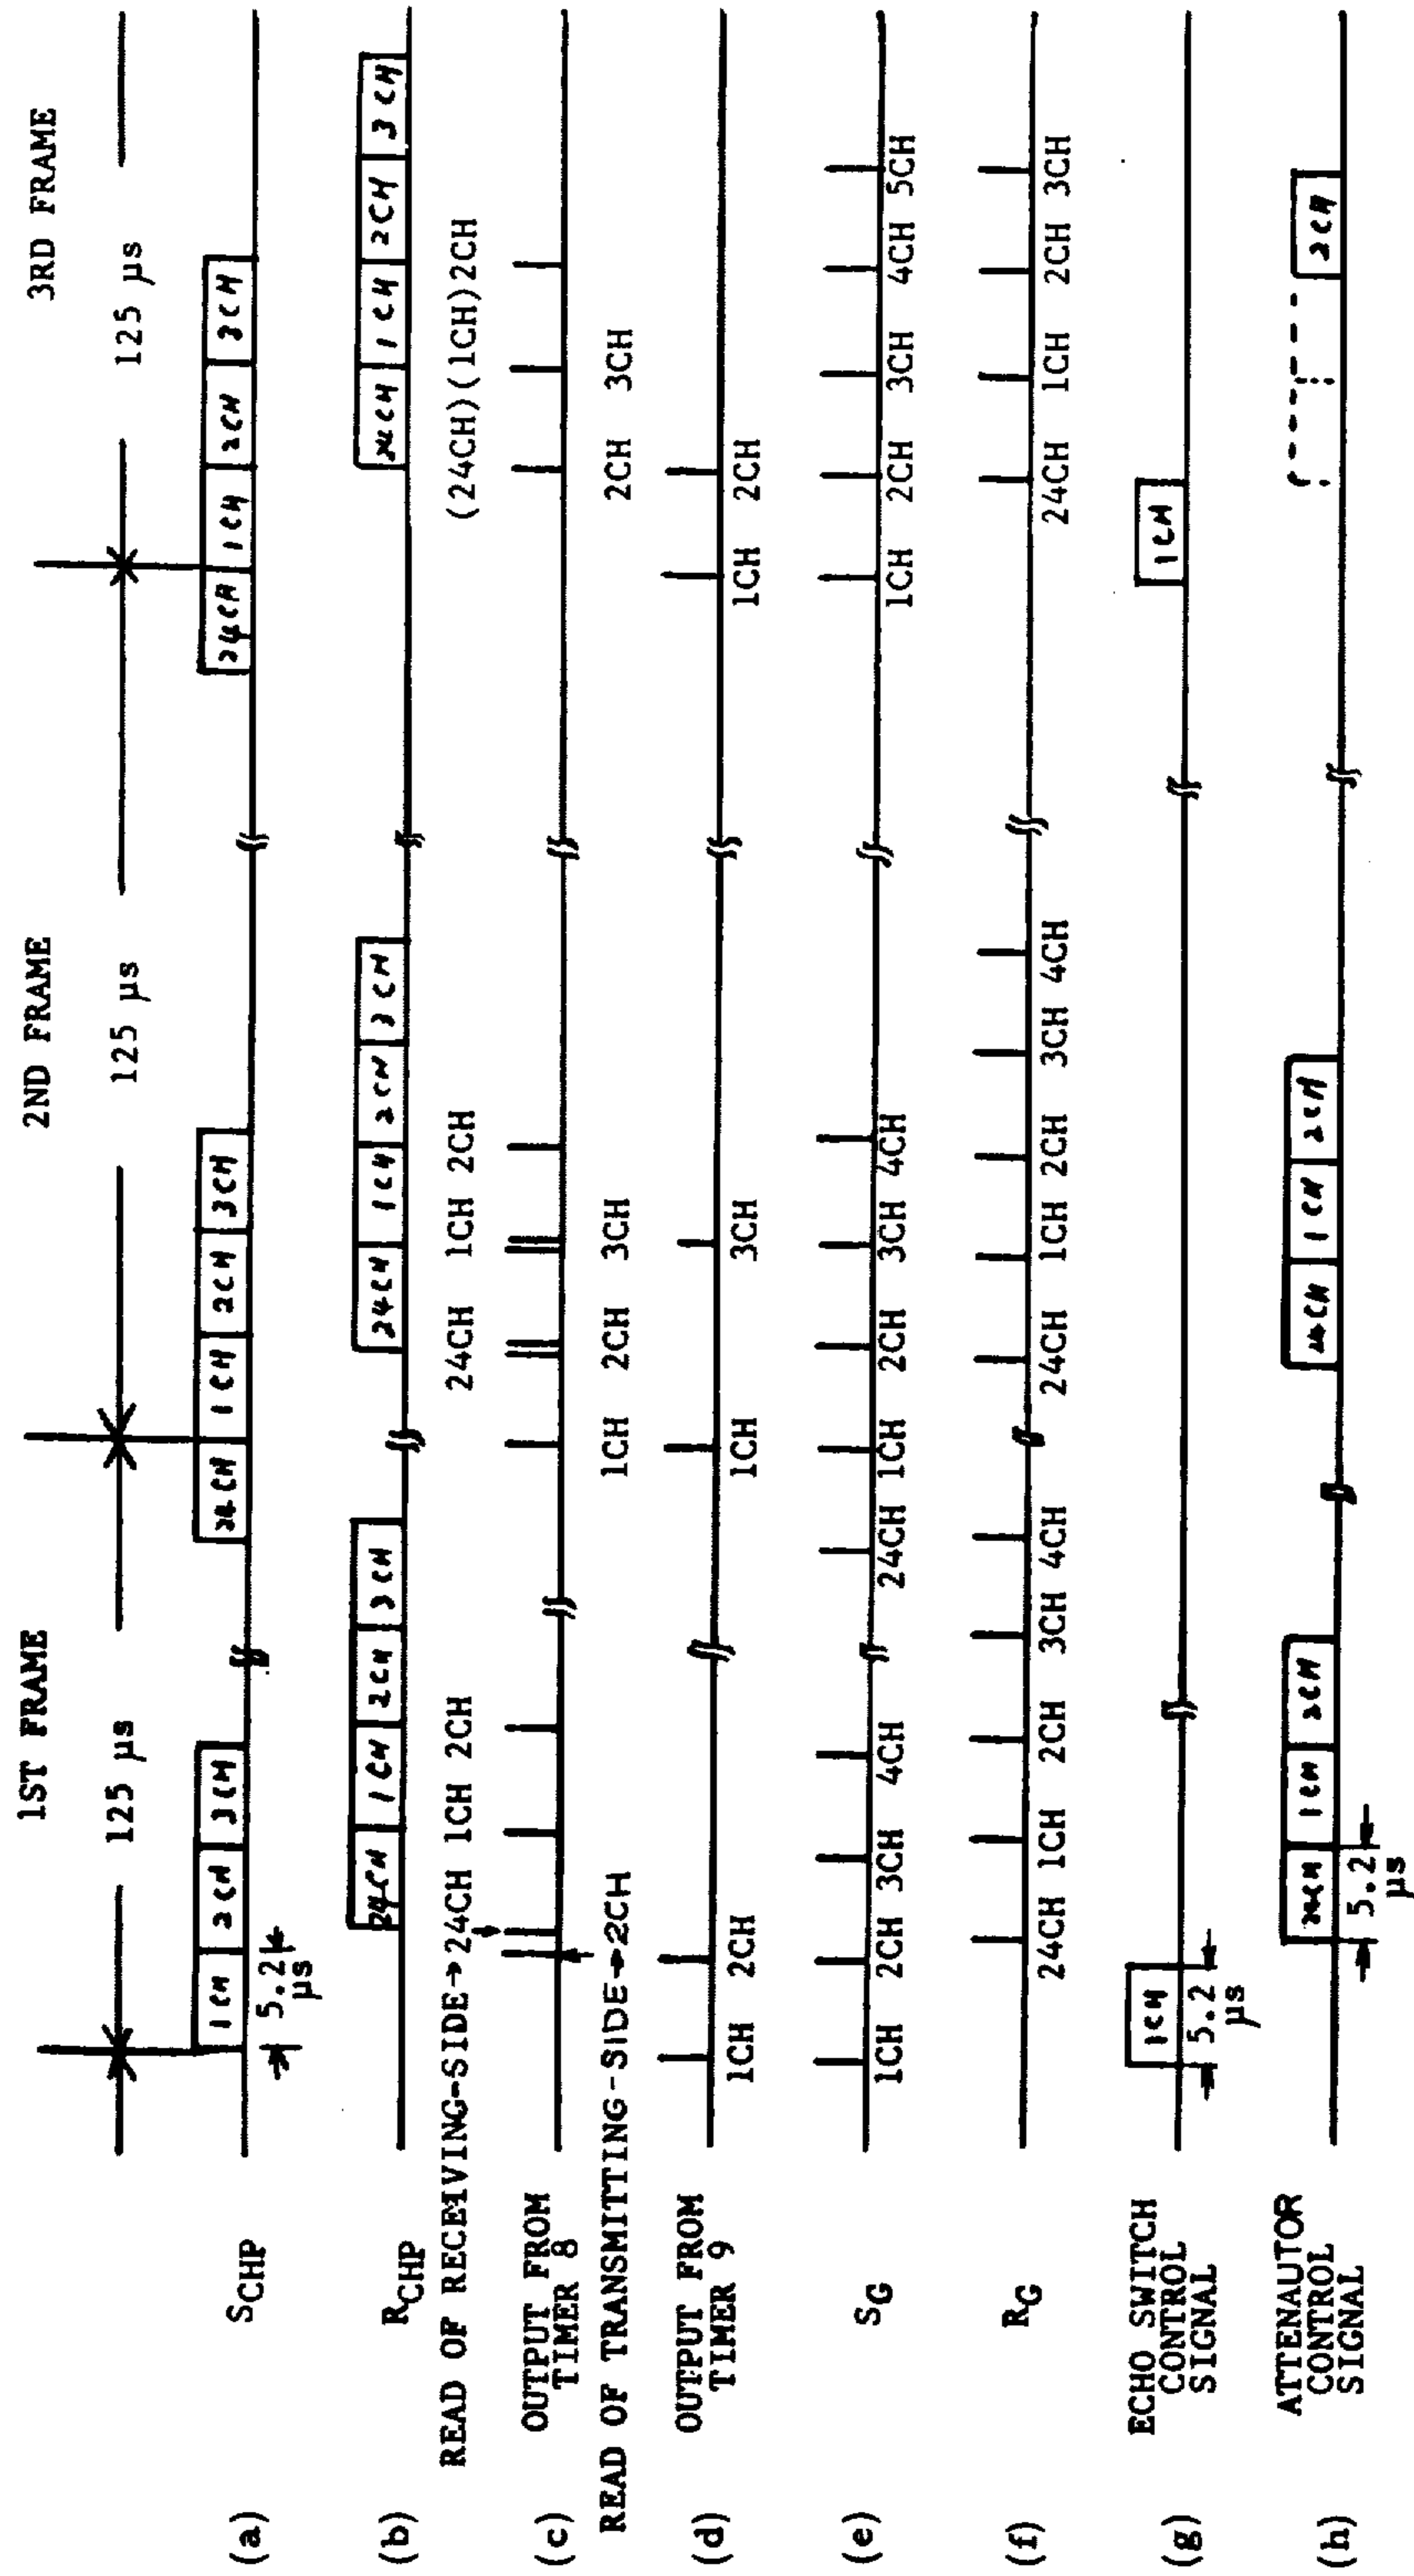 1ST FRAME 2ND FRAME 3RD FRAME
125 µs 125 µs 125 µs
(a) SCHP 1CH 2CH 3CH 24CH 1CH 2CH 3CH 24CH 1CH 2CH 3CH
5.2 µs
(b) RCHP 24CH 1CH 2CH 3CH 24CH 1CH 2CH 3CH 24CH 1CH 2CH 3CH
READ OF RECEIVING-SIDE→24CH 1CH 2CH 24CH 1CH 2CH (24CH)(1CH)2CH
(c) OUTPUT FROM TIMER 8
READ OF TRANSMITTING-SIDE→2CH 1CH 2CH 3CH 2CH 3CH
(d) OUTPUT FROM TIMER 9
1CH 2CH 1CH 3CH 1CH 2CH
(e) SG
1CH 2CH 3CH 4CH 24CH 1CH 2CH 3CH 4CH 1CH 2CH 3CH 4CH 5CH
(f) RG
24CH 1CH 2CH 3CH 4CH 24CH 1CH 2CH 3CH 4CH 24CH 1CH 2CH 3CH
(g) ECHO SWITCH CONTROL SIGNAL 1CH 1CH
5.2 µs
(h) ATTENAUTOR CONTROL SIGNAL 24CH 1CH 2CH 24CH 1CH 2CH 2CH
5.2 µs